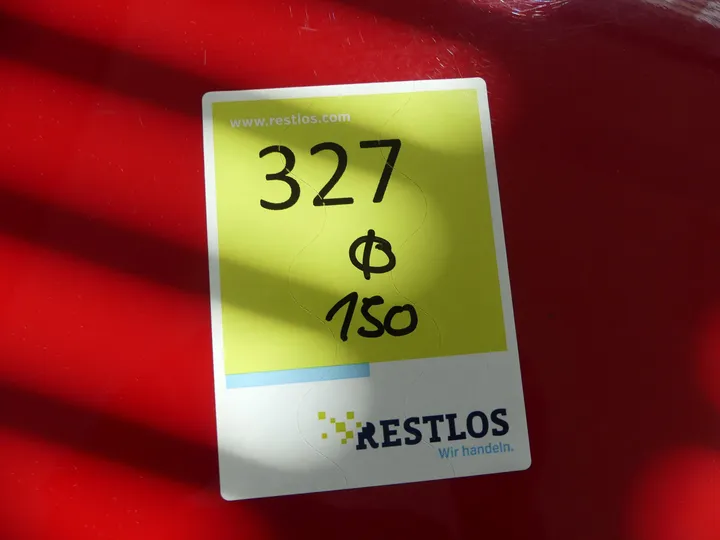 www.restlos.com
327
Φ
150
RESTLOS
Wir handeln.